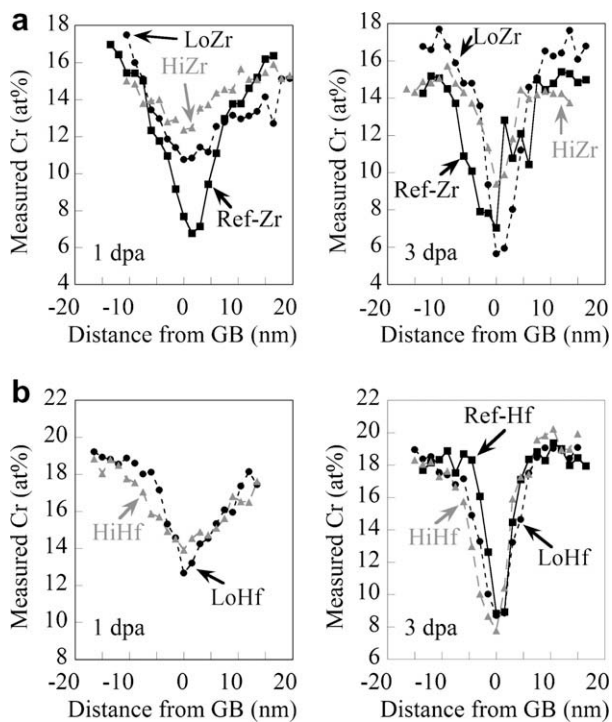 a
18
16
14
12
10
8
6
4
Measured Cr (at%)
LoZr
HiZr
Ref-Zr
1 dpa
-20 -10 0 10 20
Distance from GB (nm)
18
16
14
12
10
8
6
4
Measured Cr (at%)
LoZr
Ref-Zr
HiZr
3 dpa
-20 -10 0 10 20
Distance from GB (nm)
b
22
20
18
16
14
12
10
8
Measured Cr (at%)
HiHf
LoHf
1 dpa
-20 -10 0 10 20
Distance from GB (nm)
22
20
18
16
14
12
10
8
6
Measured Cr (at%)
Ref-Hf
HiHf
LoHf
3 dpa
-20 -10 0 10 20
Distance from GB (nm)